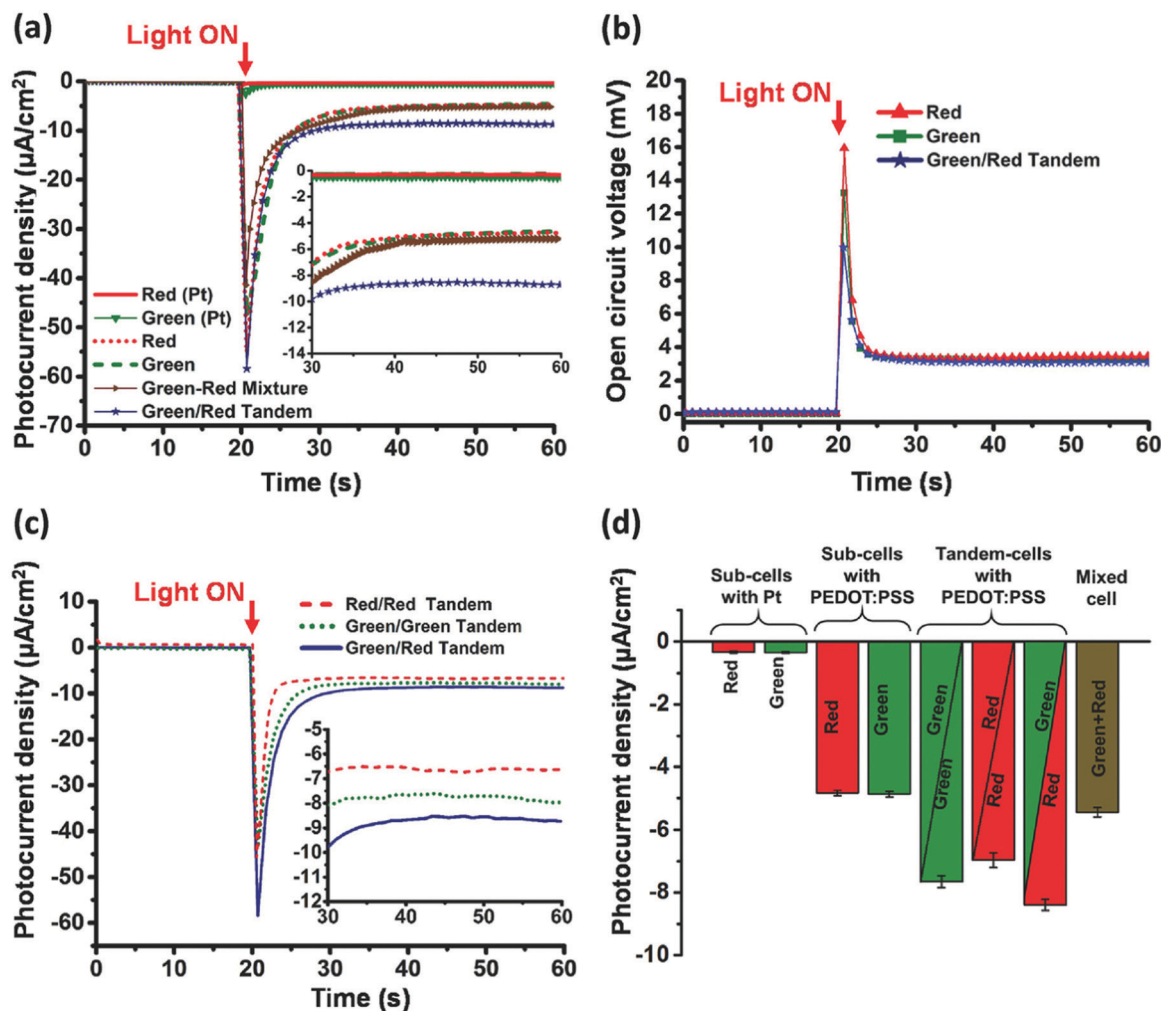 (a)
Light ON
Photocurrent density (µA/cm²)
0
-10
-20
-30
-40
-50
-60
-70
Red (Pt)
Green (Pt)
Red
Green
Green-Red Mixture
Green/Red Tandem
0
-2
-4
-6
-8
-10
-12
-14
30 40 50 60
0 10 20 30 40 50 60
Time (s)
(b)
Light ON
Open circuit voltage (mV)
20
18
16
14
12
10
8
6
4
2
0
Red
Green
Green/Red Tandem
0 10 20 30 40 50 60
Time (s)
(c)
Light ON
Photocurrent density (µA/cm²)
10
0
-10
-20
-30
-40
-50
-60
Red/Red Tandem
Green/Green Tandem
Green/Red Tandem
-5
-6
-7
-8
-9
-10
-11
-12
30 40 50 60
0 10 20 30 40 50 60
Time (s)
(d)
Sub-cells
with Pt
Sub-cells
with
PEDOT:PSS
Tandem-cells
with
PEDOT:PSS
Mixed
cell
Photocurrent density (µA/cm²)
0
-2
-4
-6
-8
-10
Red
Green
Red
Green
Green
Green
Red
Red
Green
Red
Green+Red